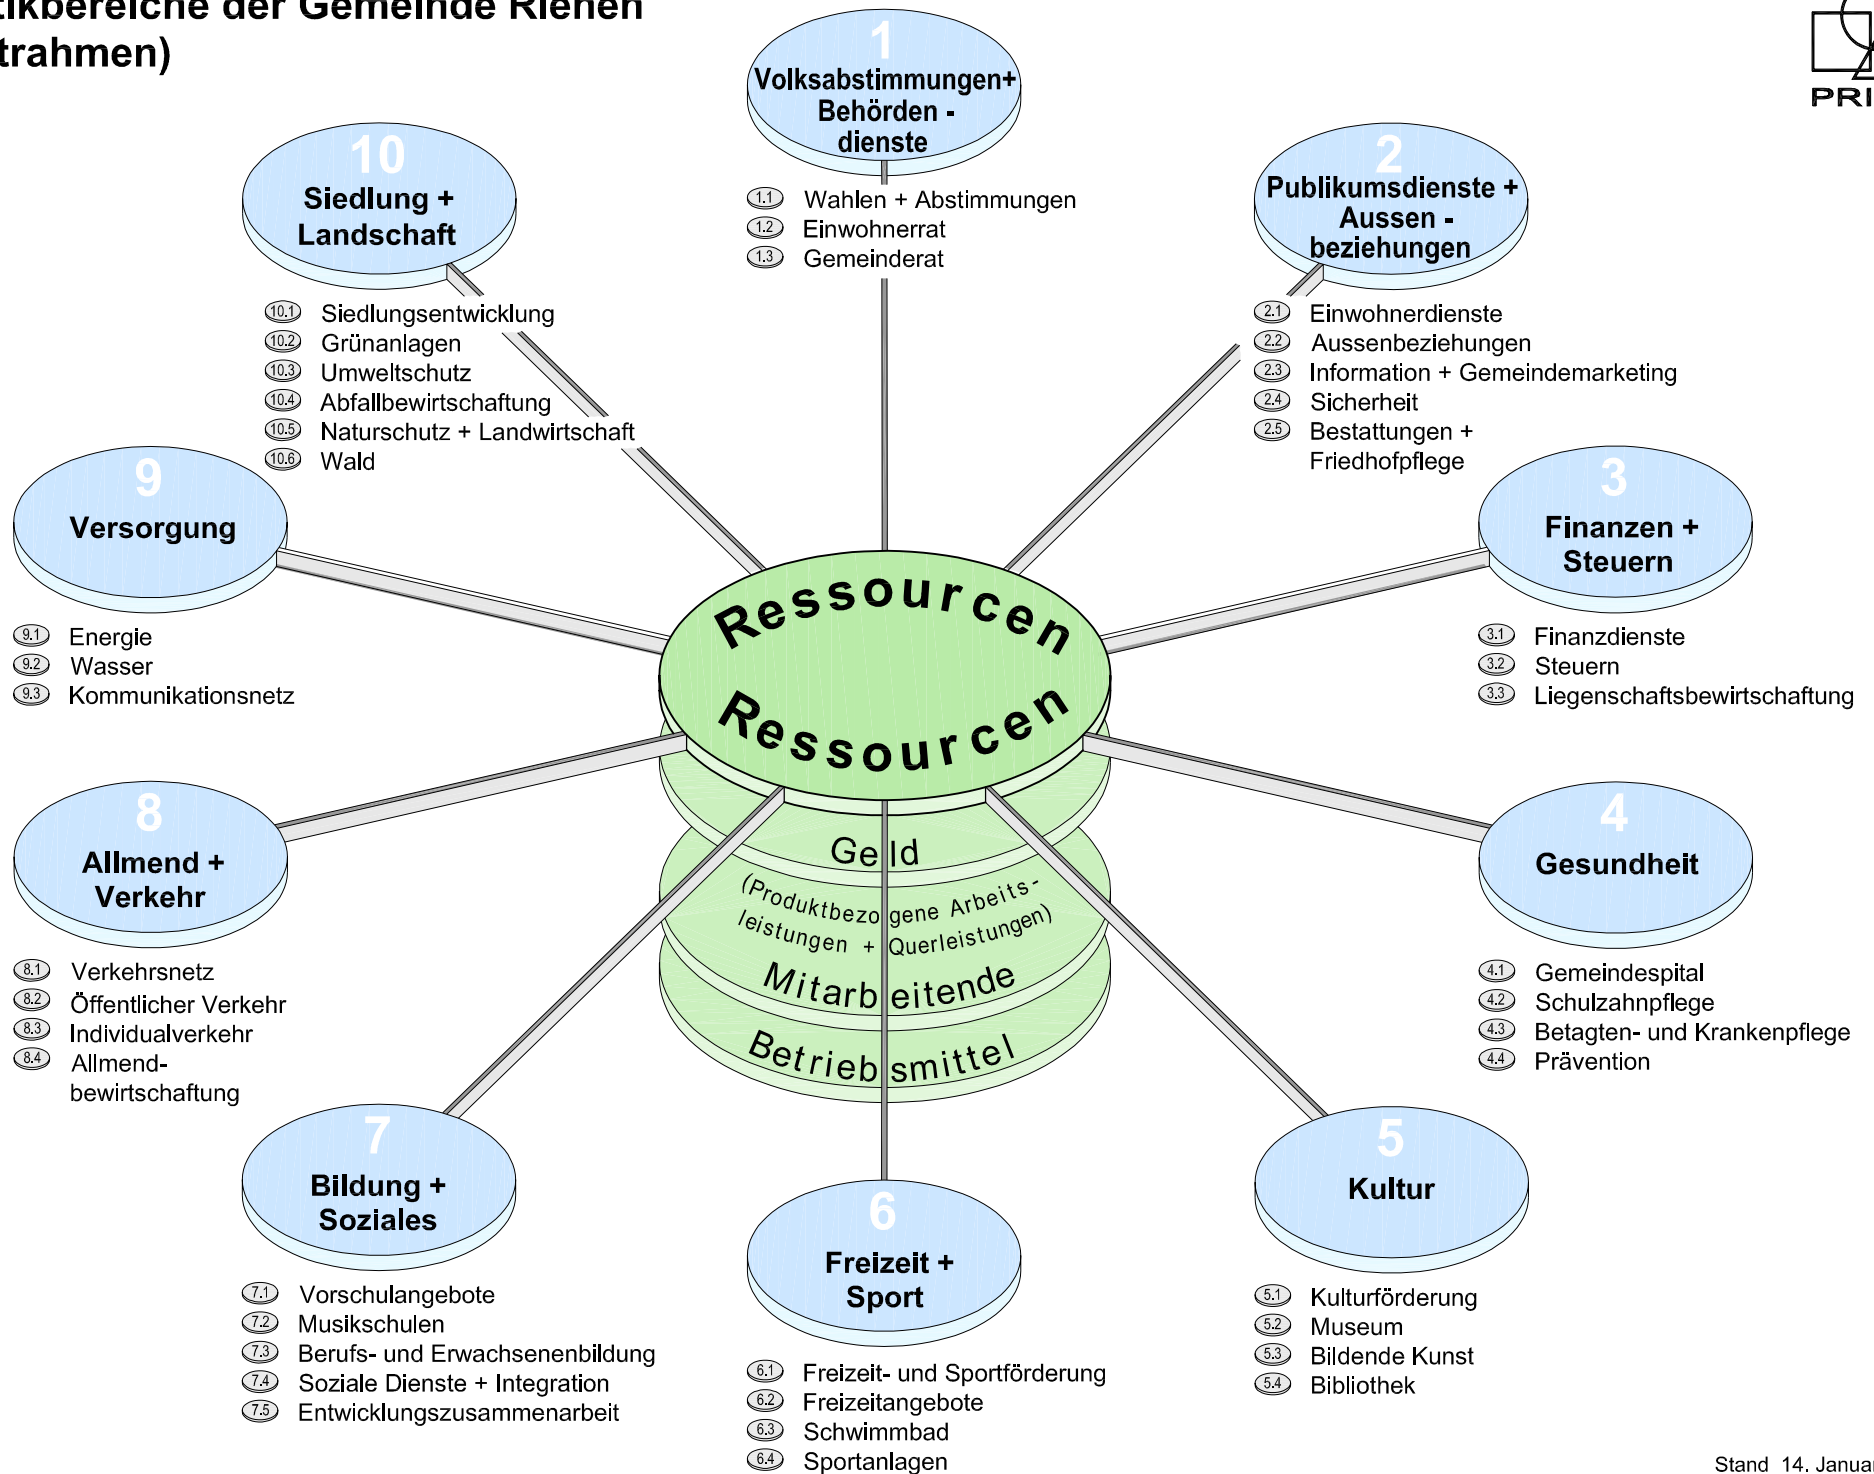 tikbereiche der Gemeinde Riehen
trahmen)
PRI
1
Volksabstimmungen+
Behörden -
dienste
1.1 Wahlen + Abstimmungen
1.2 Einwohnerrat
1.3 Gemeinderat
2
Publikumsdienste +
Aussen -
beziehungen
2.1 Einwohnerdienste
2.2 Aussenbeziehungen
2.3 Information + Gemeindemarketing
2.4 Sicherheit
2.5 Bestattungen +
Friedhofpflege
3
Finanzen +
Steuern
3.1 Finanzdienste
3.2 Steuern
3.3 Liegenschaftsbewirtschaftung
4
Gesundheit
4.1 Gemeindespital
4.2 Schulzahnpflege
4.3 Betagten- und Krankenpflege
4.4 Prävention
5
Kultur
5.1 Kulturförderung
5.2 Museum
5.3 Bildende Kunst
5.4 Bibliothek
6
Freizeit +
Sport
6.1 Freizeit- und Sportförderung
6.2 Freizeitangebote
6.3 Schwimmbad
6.4 Sportanlagen
7
Bildung +
Soziales
7.1 Vorschulangebote
7.2 Musikschulen
7.3 Berufs- und Erwachsenenbildung
7.4 Soziale Dienste + Integration
7.5 Entwicklungszusammenarbeit
8
Allmend +
Verkehr
8.1 Verkehrsnetz
8.2 Öffentlicher Verkehr
8.3 Individualverkehr
8.4 Allmend-
bewirtschaftung
9
Versorgung
9.1 Energie
9.2 Wasser
9.3 Kommunikationsnetz
10
Siedlung +
Landschaft
10.1 Siedlungsentwicklung
10.2 Grünanlagen
10.3 Umweltschutz
10.4 Abfallbewirtschaftung
10.5 Naturschutz + Landwirtschaft
10.6 Wald
Ressourcen
Ressourcen
Geld
(Produktbezogene Arbeits-
leistungen + Querleistungen)
Mitarbeitende
Betriebsmittel
Stand 14. Janua